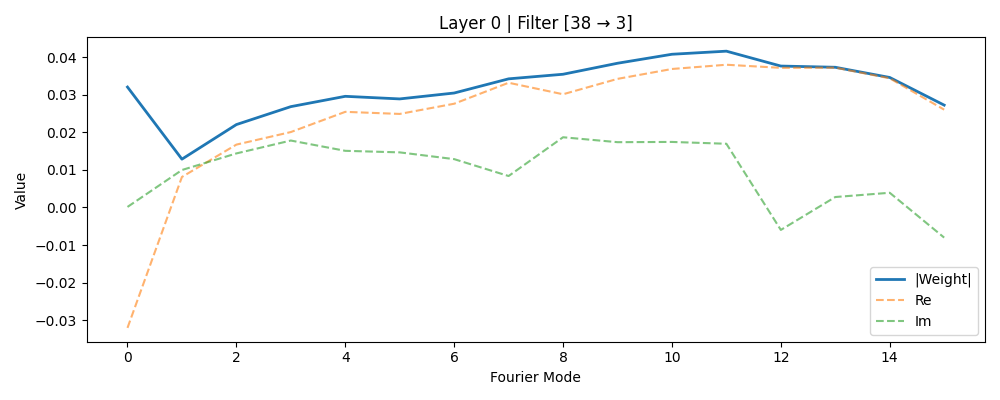 Layer 0 | Filter [38 → 3]
Value
0.04
0.03
0.02
0.01
0.00
−0.01
−0.02
−0.03
0 2 4 6 8 10 12 14
Fourier Mode
|Weight|
Re
Im